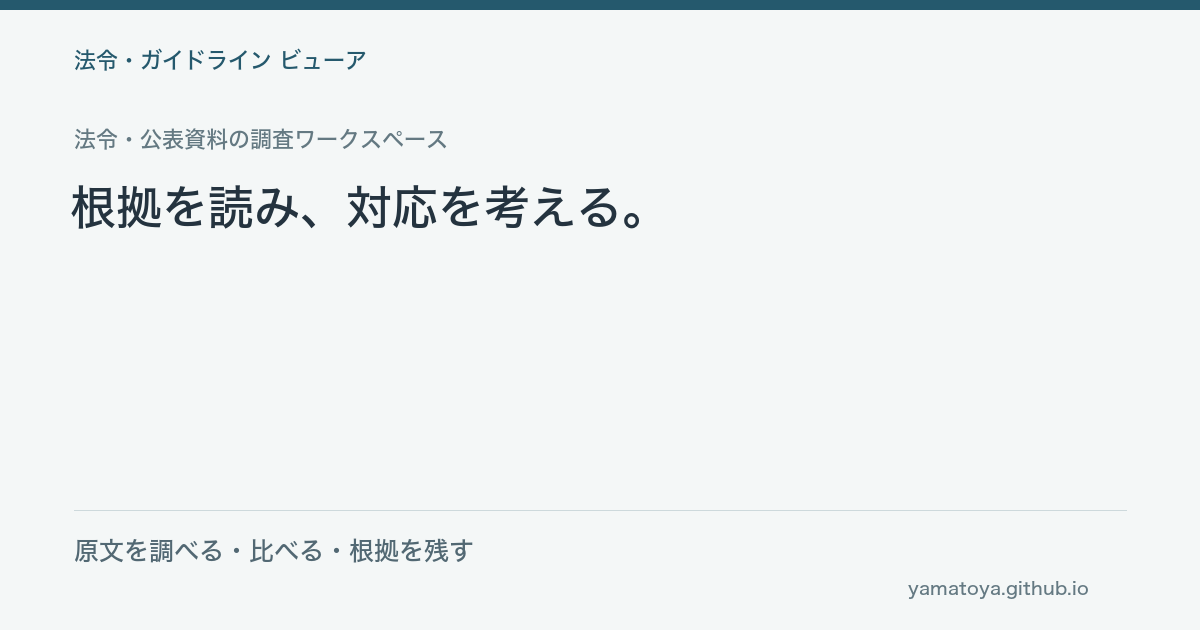 法令・ガイドライン ビューア
法令・公表資料の調査ワークスペース
根拠を読み、対応を考える。
原文を調べる・比べる・根拠を残す
yamatoya.github.io